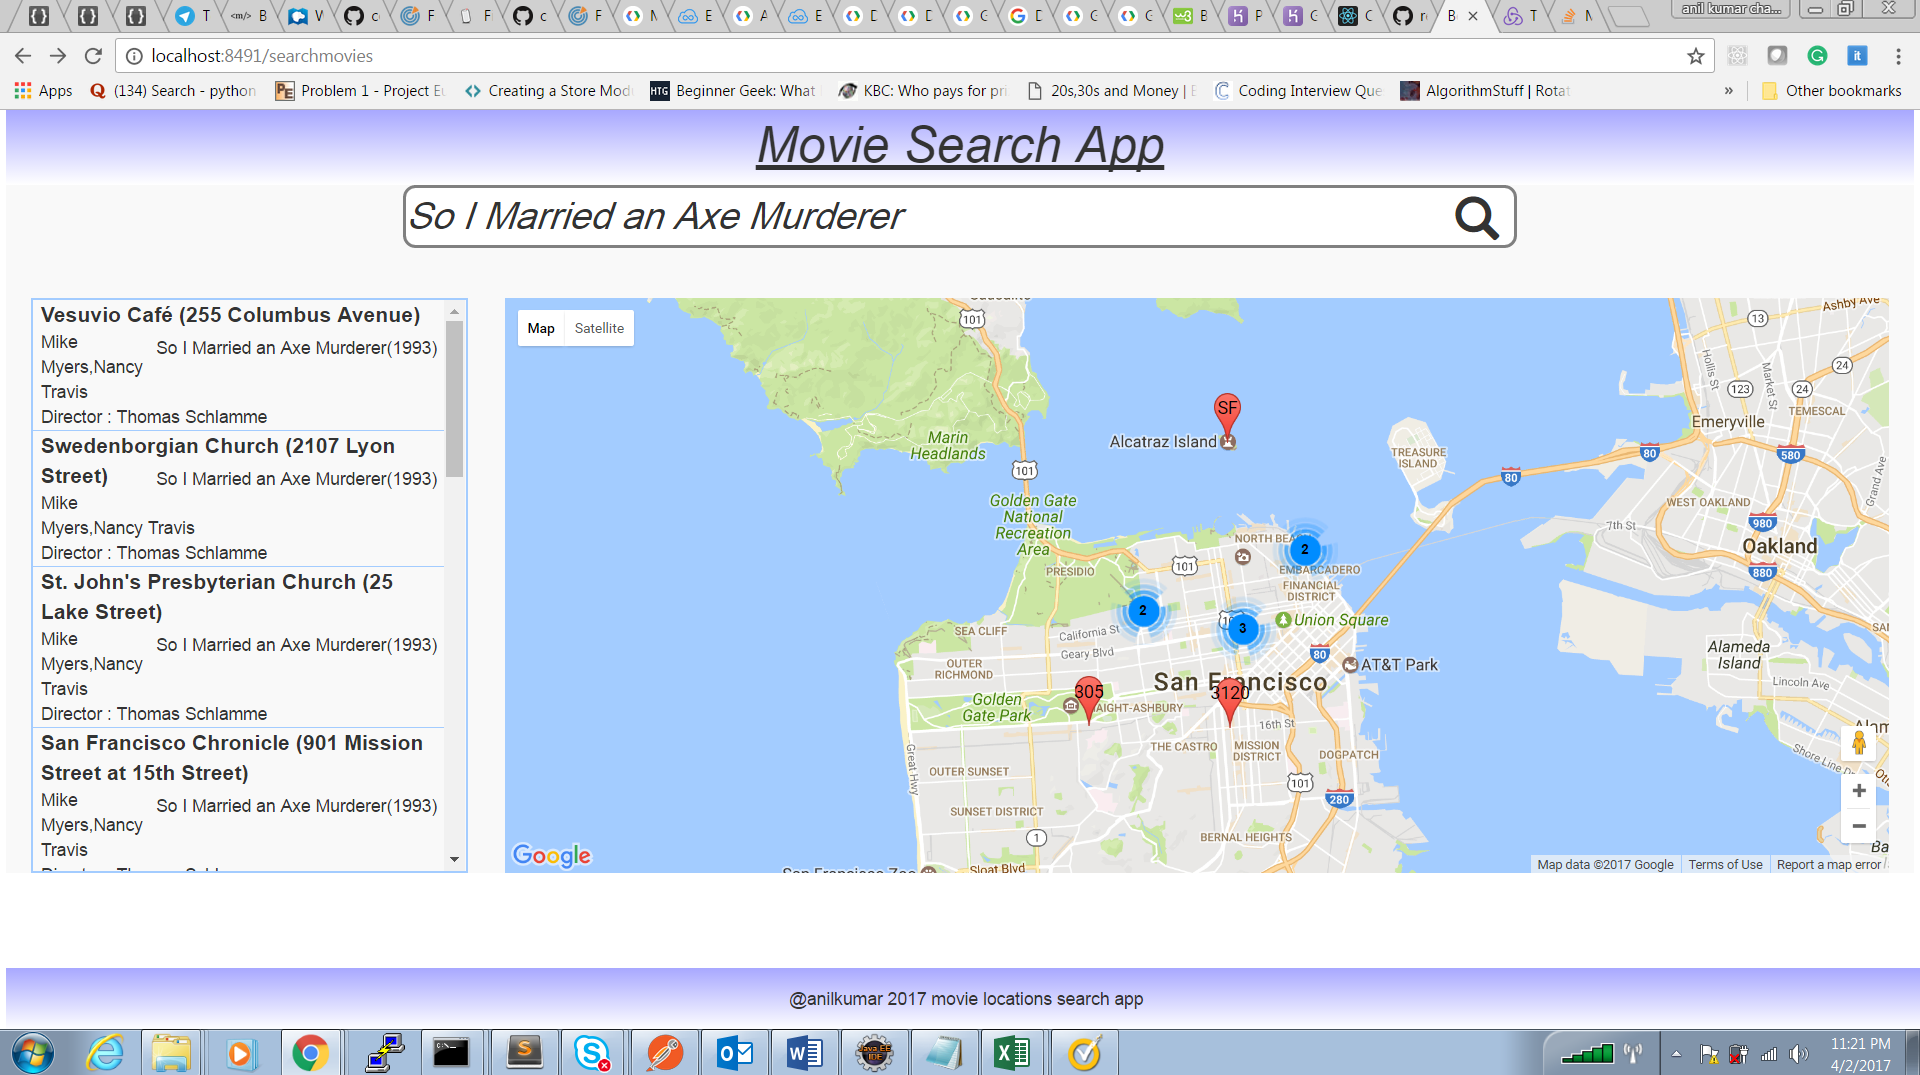 anil kumar cha...
localhost:8491/searchmovies
Apps
(134) Search - python
Problem 1 - Project Eu
Creating a Store Modu
HTG
Beginner Geek: What
KBC: Who pays for pri
20s,30s and Money | E
Coding Interview Que
AlgorithmStuff | Rotat
»
Other bookmarks
Movie Search App
So I Married an Axe Murderer
Vesuvio Café (255 Columbus Avenue)
Mike
Myers,Nancy
Travis
So I Married an Axe Murderer(1993)
Director : Thomas Schlamme
Swedenborgian Church (2107 Lyon
Street)
So I Married an Axe Murderer(1993)
Mike
Myers,Nancy Travis
Director : Thomas Schlamme
St. John's Presbyterian Church (25
Lake Street)
Mike
Myers,Nancy
Travis
So I Married an Axe Murderer(1993)
Director : Thomas Schlamme
San Francisco Chronicle (901 Mission
Street at 15th Street)
Mike
Myers,Nancy
Travis
So I Married an Axe Murderer(1993)
Map
Satellite
101
Ashby Ave
13
24
Hollis St
Market St
123
24
TEMESCAL
Emeryville
SF
Alcatraz Island
Marin
Headlands
101
TREASURE
ISLAND
80
580
80
Grand Ave
Golden Gate
National
Recreation
Area
WEST OAKLAND
7th St
980
Oakland
880
NORTH BEACH
2
EMBARCADERO
FINANCIAL
DISTRICT
101
PRESIDIO
2
3
Union Square
SEA CLIFF
California St
Geary Blvd
80
AT&T Park
OUTER
RICHMOND
San Francisco
305
3120
Golden
Gate Park
HAIGHT-ASHBURY
16th St
THE CASTRO
MISSION
DISTRICT
DOGPATCH
Great Hwy
OUTER SUNSET
101
280
SUNSET DISTRICT
1
BERNAL HEIGHTS
Sloat Blvd
San Francisco Zoo
Alameda
Island
Lincoln Ave
Shore Line Dr
Google
Map data ©2017 Google
Terms of Use
Report a map error
@anilkumar 2017 movie locations search app
11:21 PM
4/2/2017